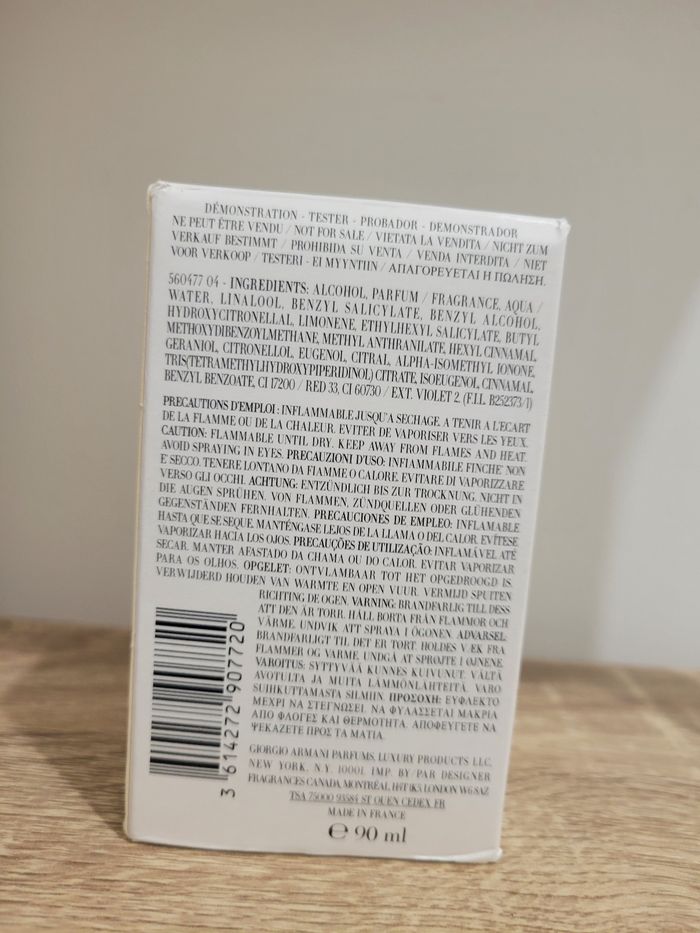 DÉMONSTRATION - TESTER - PROBADOR - DEMONSTRADOR
NE PEUT ÊTRE VENDU / NOT FOR SALE / VIETATA LA VENDITA / NICHT ZUM
VERKAUF BESTIMMT / PROHIBIDA SU VENTA / VENDA INTERDITA / NIET
VOOR VERKOOP / TESTERI - EI MYYNTIIN / ΑΠΑΓΟΡΕΥΕΤΑΙ Η ΠΩΛΗΣΗ.
560477 04 - INGREDIENTS: ALCOHOL, PARFUM / FRAGRANCE, AQUA /
WATER, LINALOOL, BENZYL SALICYLATE, BENZYL ALCOHOL,
HYDROXYCITRONELLAL, LIMONENE, ETHYLHEXYL SALICYLATE, BUTYL
METHOXYDIBENZOYLMETHANE, METHYL ANTHRANILATE, HEXYL CINNAMAL,
GERANIOL, CITRONELLOL, EUGENOL, CITRAL, ALPHA-ISOMETHYL IONONE,
TRIS(TETRAMETHYLHYDROXYPIPERIDINOL) CITRATE, ISOEUGENOL, CINNAMAL,
BENZYL BENZOATE, CI 17200 / RED 33, CI 60730 / EXT. VIOLET 2. (F.I.L. B252373/1)
PRECAUTIONS D'EMPLOI : INFLAMMABLE JUSQU'A SECHAGE. A TENIR A L'ECART
DE LA FLAMME OU DE LA CHALEUR. EVITER DE VAPORISER VERS LES YEUX.
CAUTION: FLAMMABLE UNTIL DRY. KEEP AWAY FROM FLAMES AND HEAT.
AVOID SPRAYING IN EYES. PRECAUZIONI D'USO: INFIAMMABILE FINCHE' NON
E' SECCO. TENERE LONTANO DA FIAMME O CALORE. EVITARE DI VAPORIZZARE
VERSO GLI OCCHI. ACHTUNG: ENTZÜNDLICH BIS ZUR TROCKNUNG. NICHT IN
DIE AUGEN SPRÜHEN. VON FLAMMEN, ZÜNDQUELLEN ODER GLÜHENDEN
GEGENSTÄNDEN FERNHALTEN. PRECAUCIONES DE EMPLEO: INFLAMABLE
HASTA QUE SE SEQUE. MANTÉNGASE LEJOS DE LA LLAMA O DEL CALOR. EVÍTESE
VAPORIZAR HACIA LOS OJOS. PRECAUÇÕES DE UTILIZAÇÃO: INFLAMÁVEL ATÉ
SECAR. MANTER AFASTADO DA CHAMA OU DO CALOR. EVITAR VAPORIZAR
PARA OS OLHOS. OPGELET: ONTVLAMBAAR TOT HET OPGEDROOGD IS.
VERWIJDERD HOUDEN VAN WARMTE EN OPEN VUUR. VERMIJD SPUITEN
RICHTING DE OGEN. VARNING: BRANDFARLIG TILL DESS
ATT DEN ÄR TORR. HÅLL BORTA FRÅN FLAMMOR OCH
VÄRME. UNDVIK ATT SPRAYA I ÖGONEN. ADVARSEL:
BRANDFARLIGT TIL DET ER TØRT. HOLDES V.ÆK FRA
FLAMMER OG VARME. UNDGÅ AT SPRØJTE I ØJNENE.
VAROITUS: SYTTYVÄÄ KUNNES KUIVUNUT. VÄLTÄ
AVOTULTA JA MUITA LÄMMÖNLÄHTEITÄ. VARO
SUIHKUTTAMASTA SILMIIN. ΠΡΟΣΟΧΗ: ΕΥΦΛΕΚΤΟ
ΜΕΧΡΙ ΝΑ ΣΤΕΓΝΩΣΕΙ. ΝΑ ΦΥΛΑΣΣΕΤΑΙ ΜΑΚΡΙΑ
ΑΠΟ ΦΛΟΓΕΣ ΚΑΙ ΘΕΡΜΟΤΗΤΑ. ΑΠΟΦΕΥΓΕΤΕ ΝΑ
ΨΕΚΑΖΕΤΕ ΠΡΟΣ ΤΑ ΜΑΤΙΑ.
3 614272 907720
GIORGIO ARMANI PARFUMS, LUXURY PRODUCTS LLC,
NEW YORK, N.Y. 10001. IMP. BY/PAR DESIGNER
FRAGRANCES CANADA, MONTRÉAL, H4T 1K5 LONDON W6 8AZ
TSA 75000 93584 ST OUEN CEDEX FR
MADE IN FRANCE
℮ 90 ml